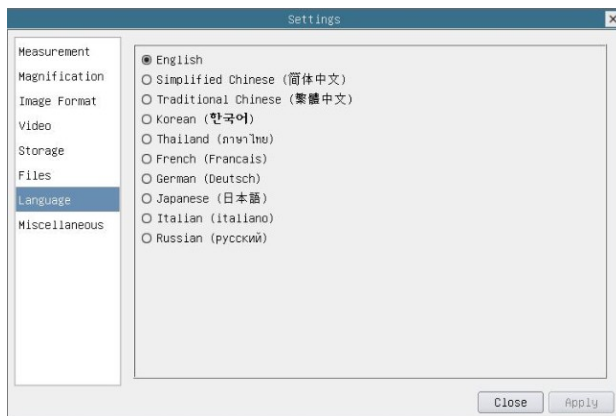 Settings
Measurement
Magnification
Image Format
Video
Storage
Files
Language
Miscellaneous
English
Simplified Chinese (简体中文)
Traditional Chinese (繁體中文)
Korean (한국어)
Thailand (ภาษาไทย)
French (Francais)
German (Deutsch)
Japanese (日本語)
Italian (italiano)
Russian (русский)
Close
Apply